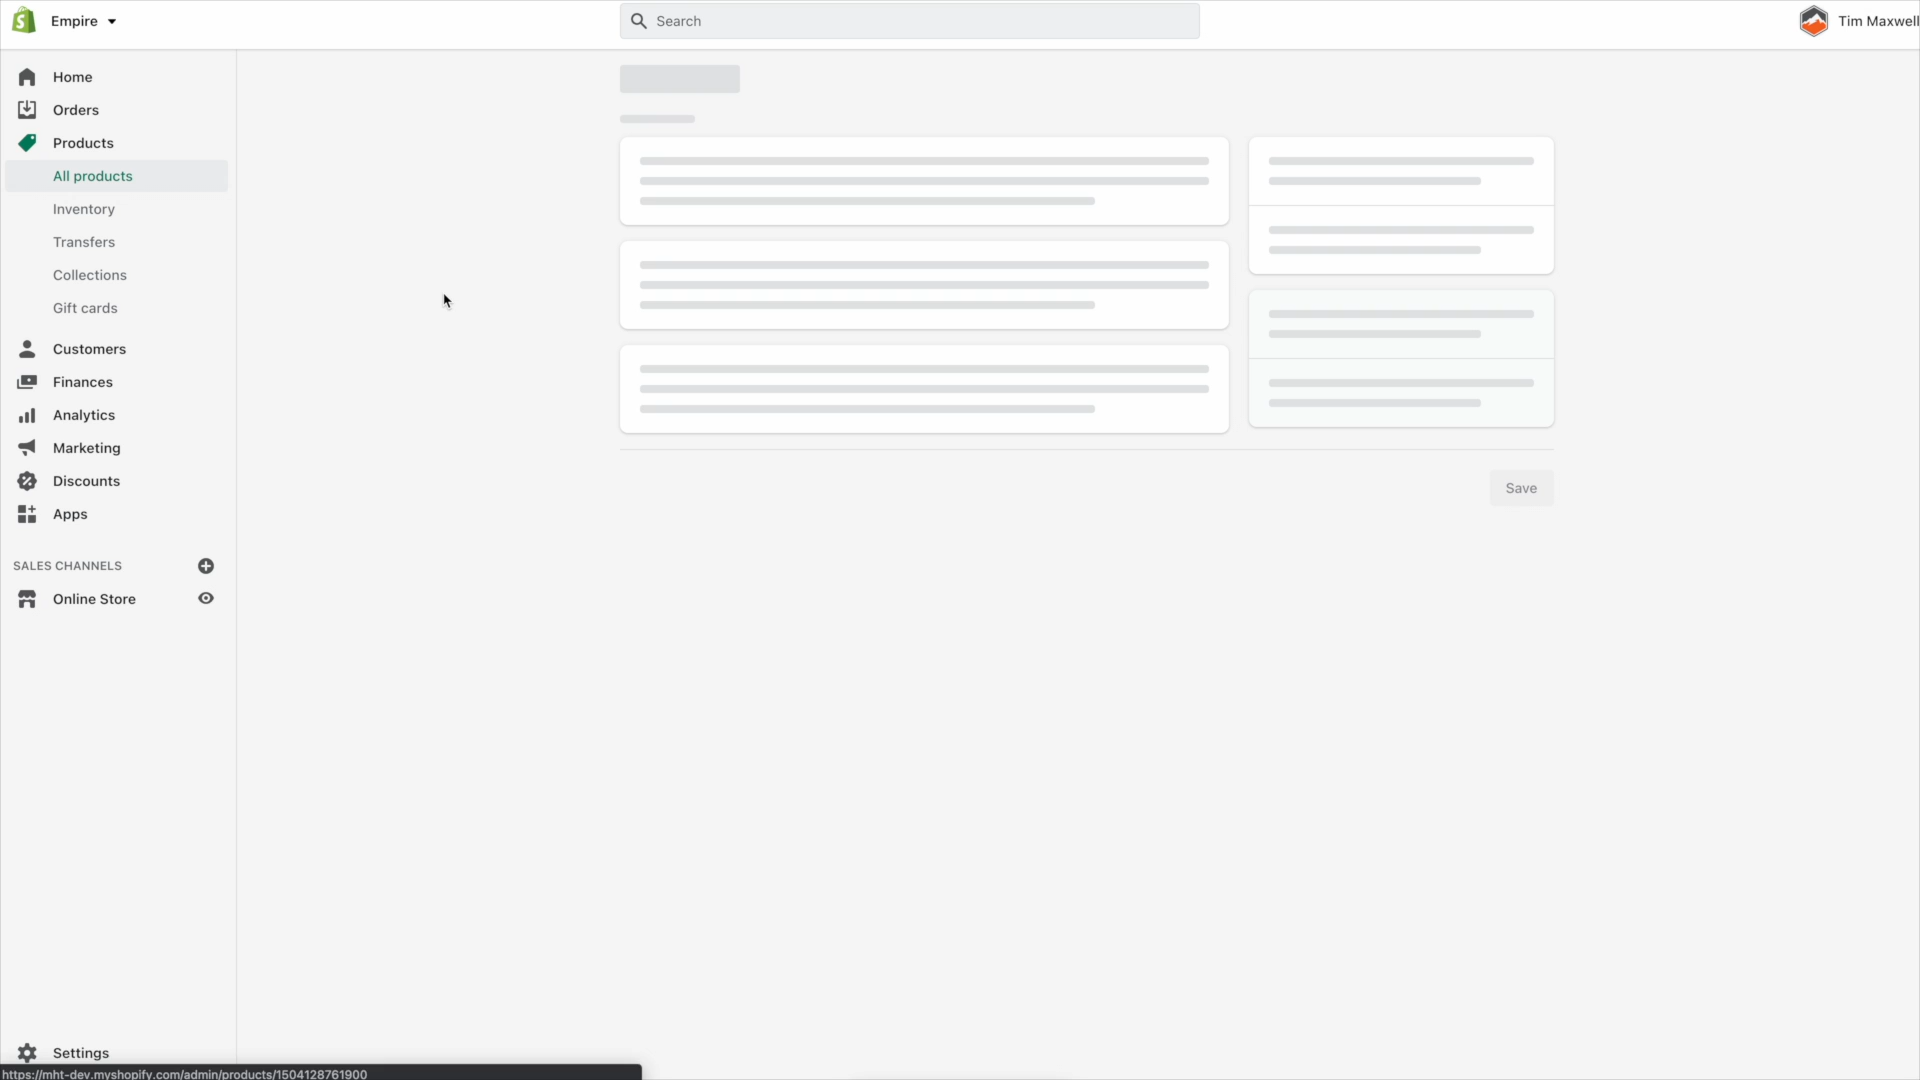 Empire
Search
Tim Maxwell
Home
Orders
Products
All products
Inventory
Transfers
Collections
Gift cards
Customers
Finances
Analytics
Marketing
Discounts
Apps
SALES CHANNELS
Online Store
Save
Settings
https://mht-dev.myshopify.com/admin/products/1504128761900